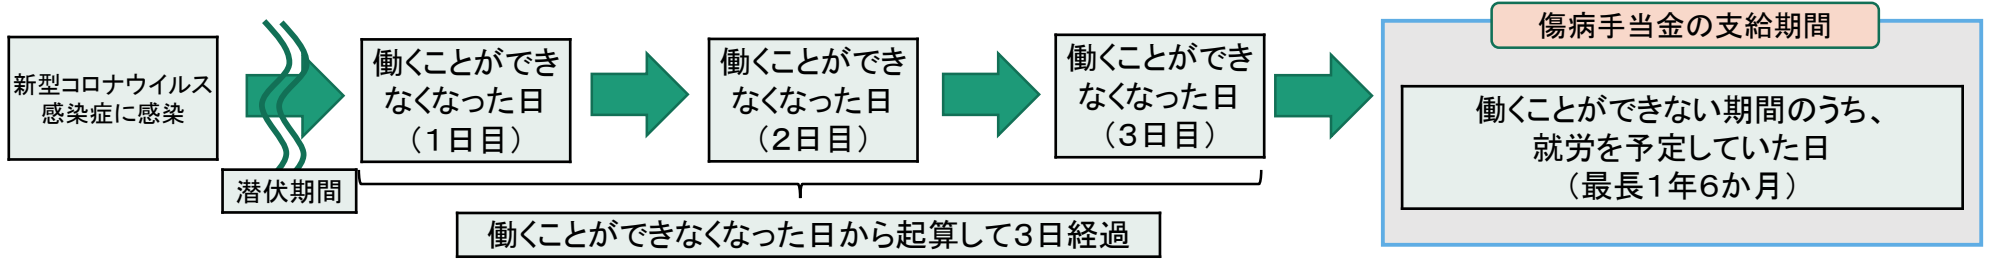 新型コロナウイルス
感染症に感染
潜伏期間
働くことができ
なくなった日
（１日目）
働くことができ
なくなった日
（２日目）
働くことができ
なくなった日
（３日目）
働くことができなくなった日から起算して３日経過
傷病手当金の支給期間
働くことができない期間のうち、
就労を予定していた日
（最長１年６か月）